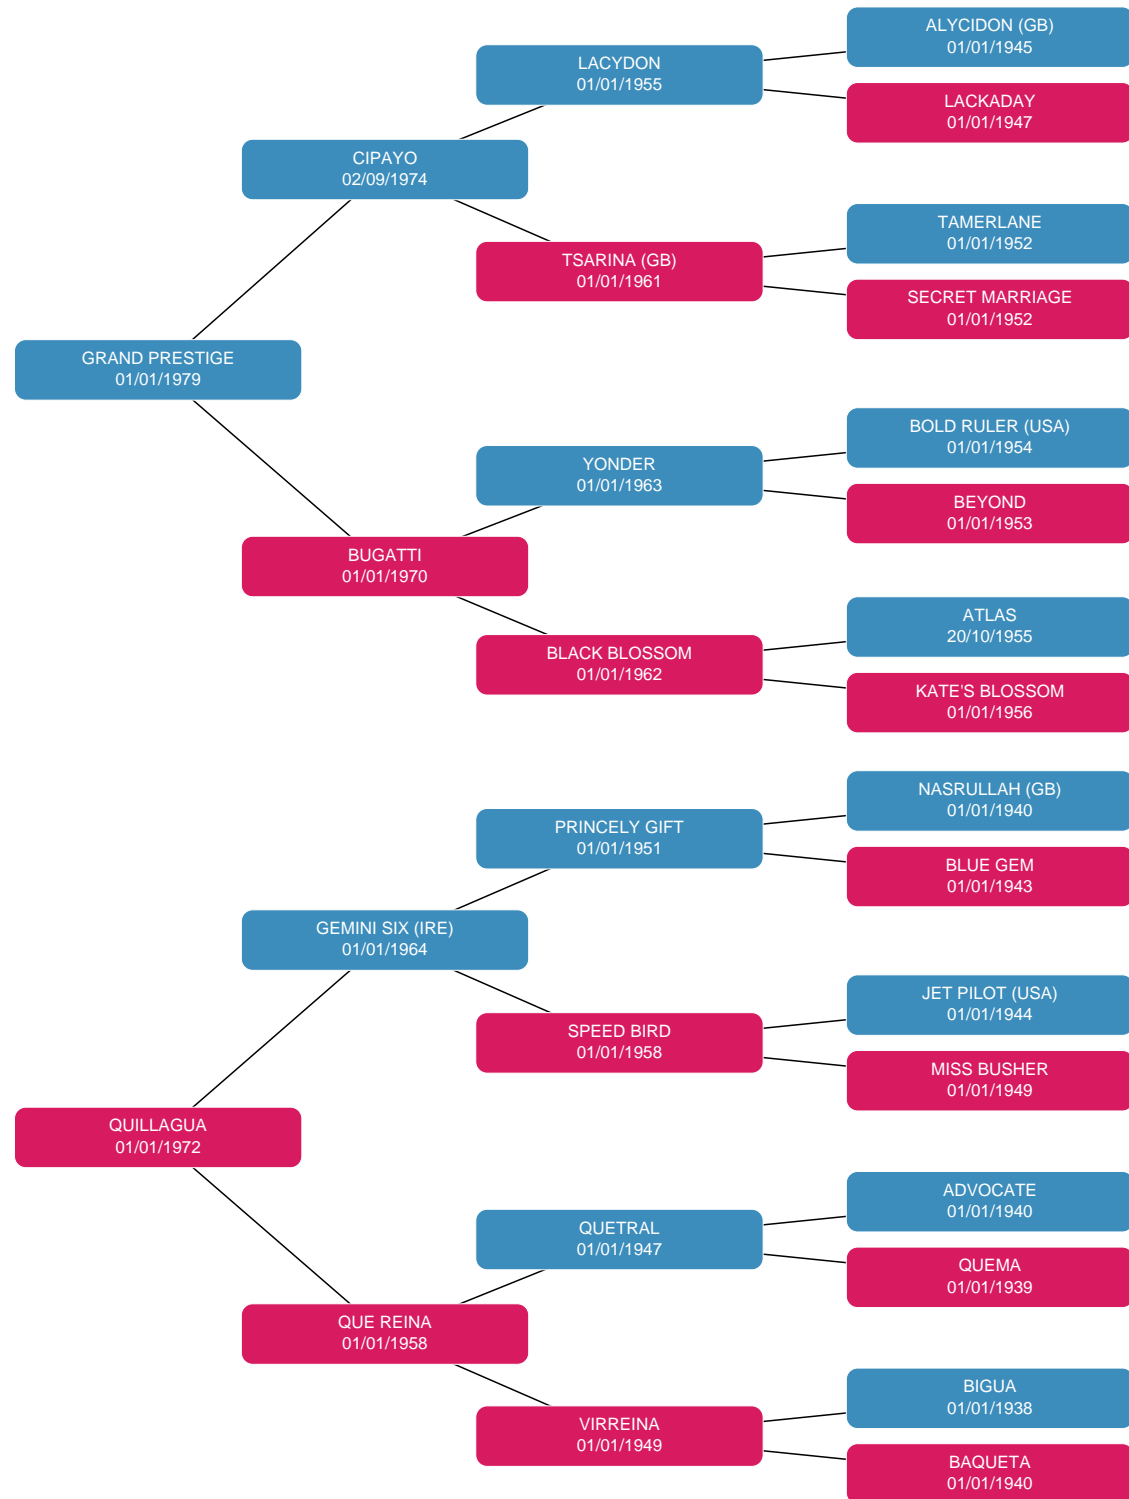 ALYCIDON (GB)
01/01/1945
LACYDON
01/01/1955
LACKADAY
01/01/1947
CIPAYO
02/09/1974
TAMERLANE
01/01/1952
TSARINA (GB)
01/01/1961
SECRET MARRIAGE
01/01/1952
GRAND PRESTIGE
01/01/1979
BOLD RULER (USA)
01/01/1954
YONDER
01/01/1963
BEYOND
01/01/1953
BUGATTI
01/01/1970
ATLAS
20/10/1955
BLACK BLOSSOM
01/01/1962
KATE'S BLOSSOM
01/01/1956
NASRULLAH (GB)
01/01/1940
PRINCELY GIFT
01/01/1951
BLUE GEM
01/01/1943
GEMINI SIX (IRE)
01/01/1964
JET PILOT (USA)
01/01/1944
SPEED BIRD
01/01/1958
MISS BUSHER
01/01/1949
QUILLAGUA
01/01/1972
ADVOCATE
01/01/1940
QUETRAL
01/01/1947
QUEMA
01/01/1939
QUE REINA
01/01/1958
BIGUA
01/01/1938
VIRREINA
01/01/1949
BAQUETA
01/01/1940